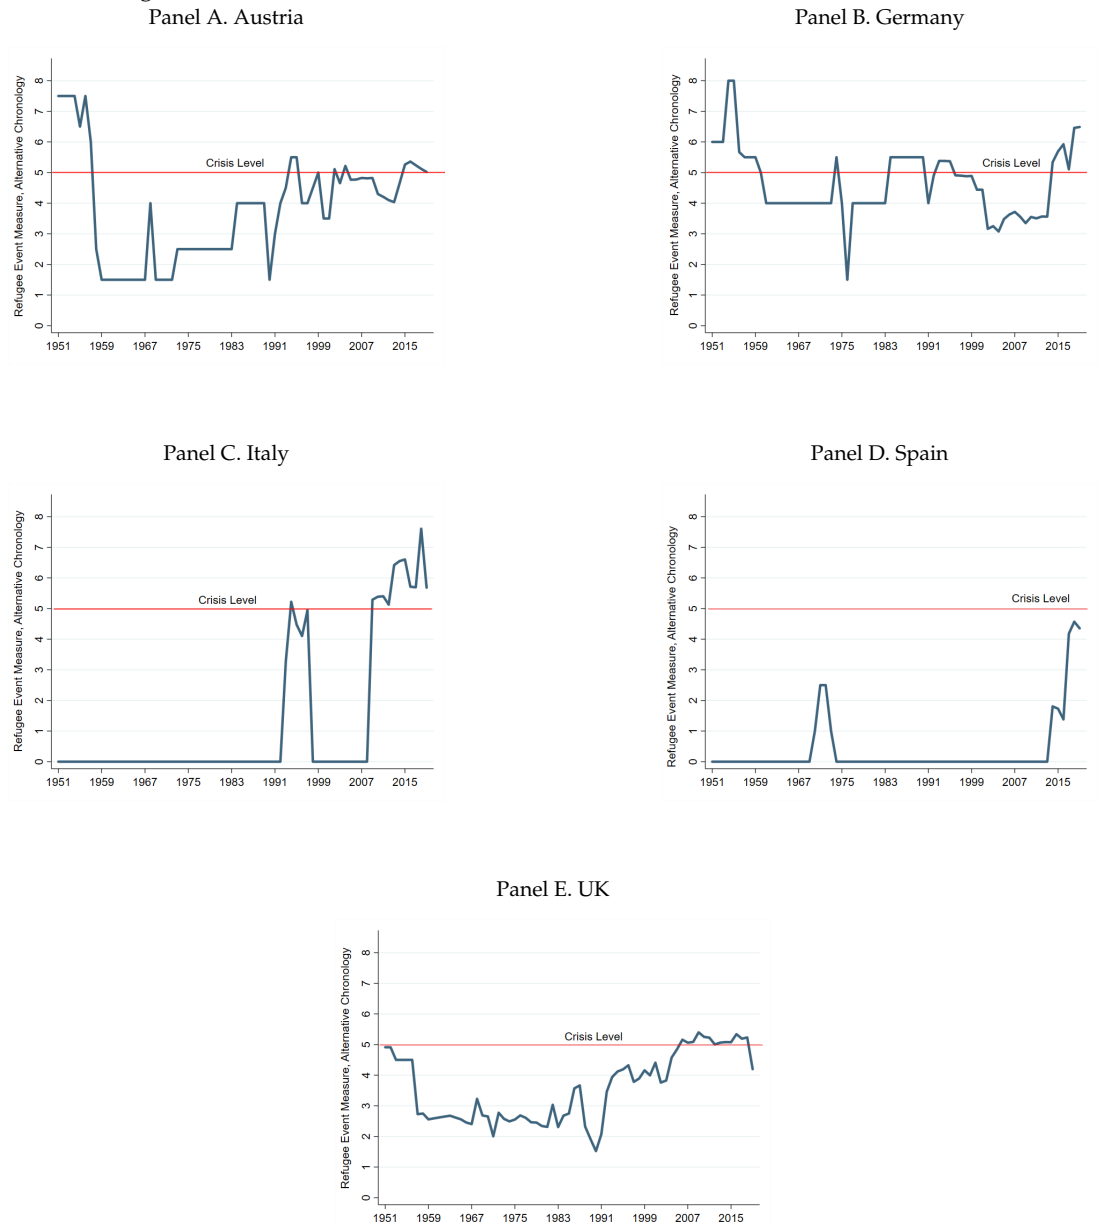 Panel A. Austria
Refugee Event Measure, Alternative Chronology
8
7
6
5
4
3
2
1
0
Crisis Level
1951 1959 1967 1975 1983 1991 1999 2007 2015
Panel B. Germany
Refugee Event Measure, Alternative Chronology
8
7
6
5
4
3
2
1
0
Crisis Level
1951 1959 1967 1975 1983 1991 1999 2007 2015
Panel C. Italy
Refugee Event Measure, Alternative Chronology
8
7
6
5
4
3
2
1
0
Crisis Level
1951 1959 1967 1975 1983 1991 1999 2007 2015
Panel D. Spain
Refugee Event Measure, Alternative Chronology
8
7
6
5
4
3
2
1
0
Crisis Level
1951 1959 1967 1975 1983 1991 1999 2007 2015
Panel E. UK
Refugee Event Measure, Alternative Chronology
8
7
6
5
4
3
2
1
0
Crisis Level
1951 1959 1967 1975 1983 1991 1999 2007 2015